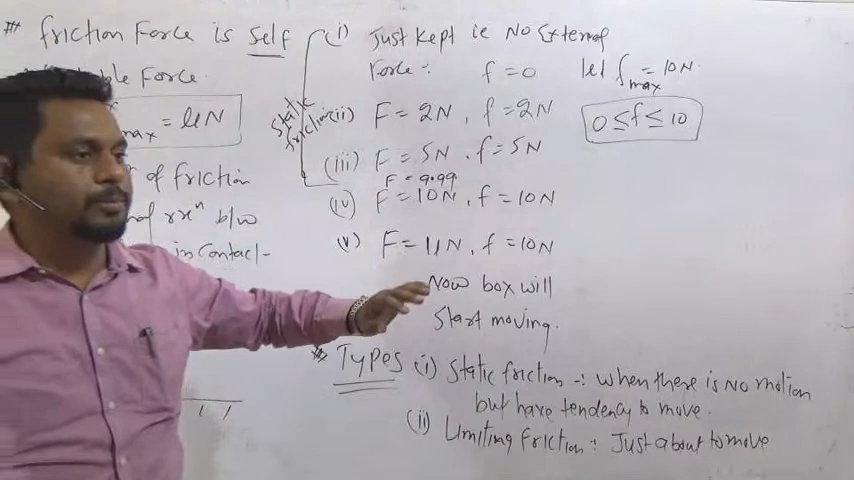 friction Force is self
Force.
max = μN
of friction
of rxⁿ b/w
in contact-
static friction
(i) Just kept ie No External
Force :- f = 0
(ii) F = 2N, f = 2N
(iii) F = 5N, f = 5N
F = 9.99
(iv) F = 10N, f = 10N
(v) F = 11N, f = 10N
Now box will
start moving.
let fmax = 10N
0 ≤ f ≤ 10
Types (i) Static friction :- when there is No motion
but have tendency to move.
(ii) Limiting friction : Just about to move